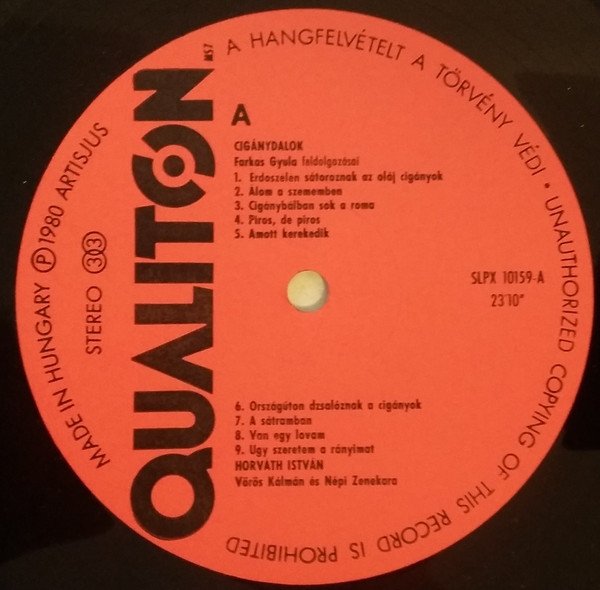 A HANGFELVÉTELT A TÖRVÉNY VÉDI • UNAUTHORIZED COPYING OF THIS RECORD IS PROHIBITED
MADE IN HUNGARY Ⓟ 1980 ARTISJUS
STEREO 33
QUALITON
MS7
A
CIGÁNYDALOK
Farkas Gyula feldolgozásai
1. Erdoszelen sátoroznak az oláj cigányok
2. Álom a szememben
3. Cigánybálban sok a roma
4. Piros, de piros
5. Amott kerekedik
SLPX 10159-A
23'10"
6. Országúton dzsalóznak a cigányok
7. A sátramban
8. Van egy lovam
9. Ugy szeretem a rányimat
HORVÁTH ISTVÁN
Vörös Kálmán és Népi Zenekara